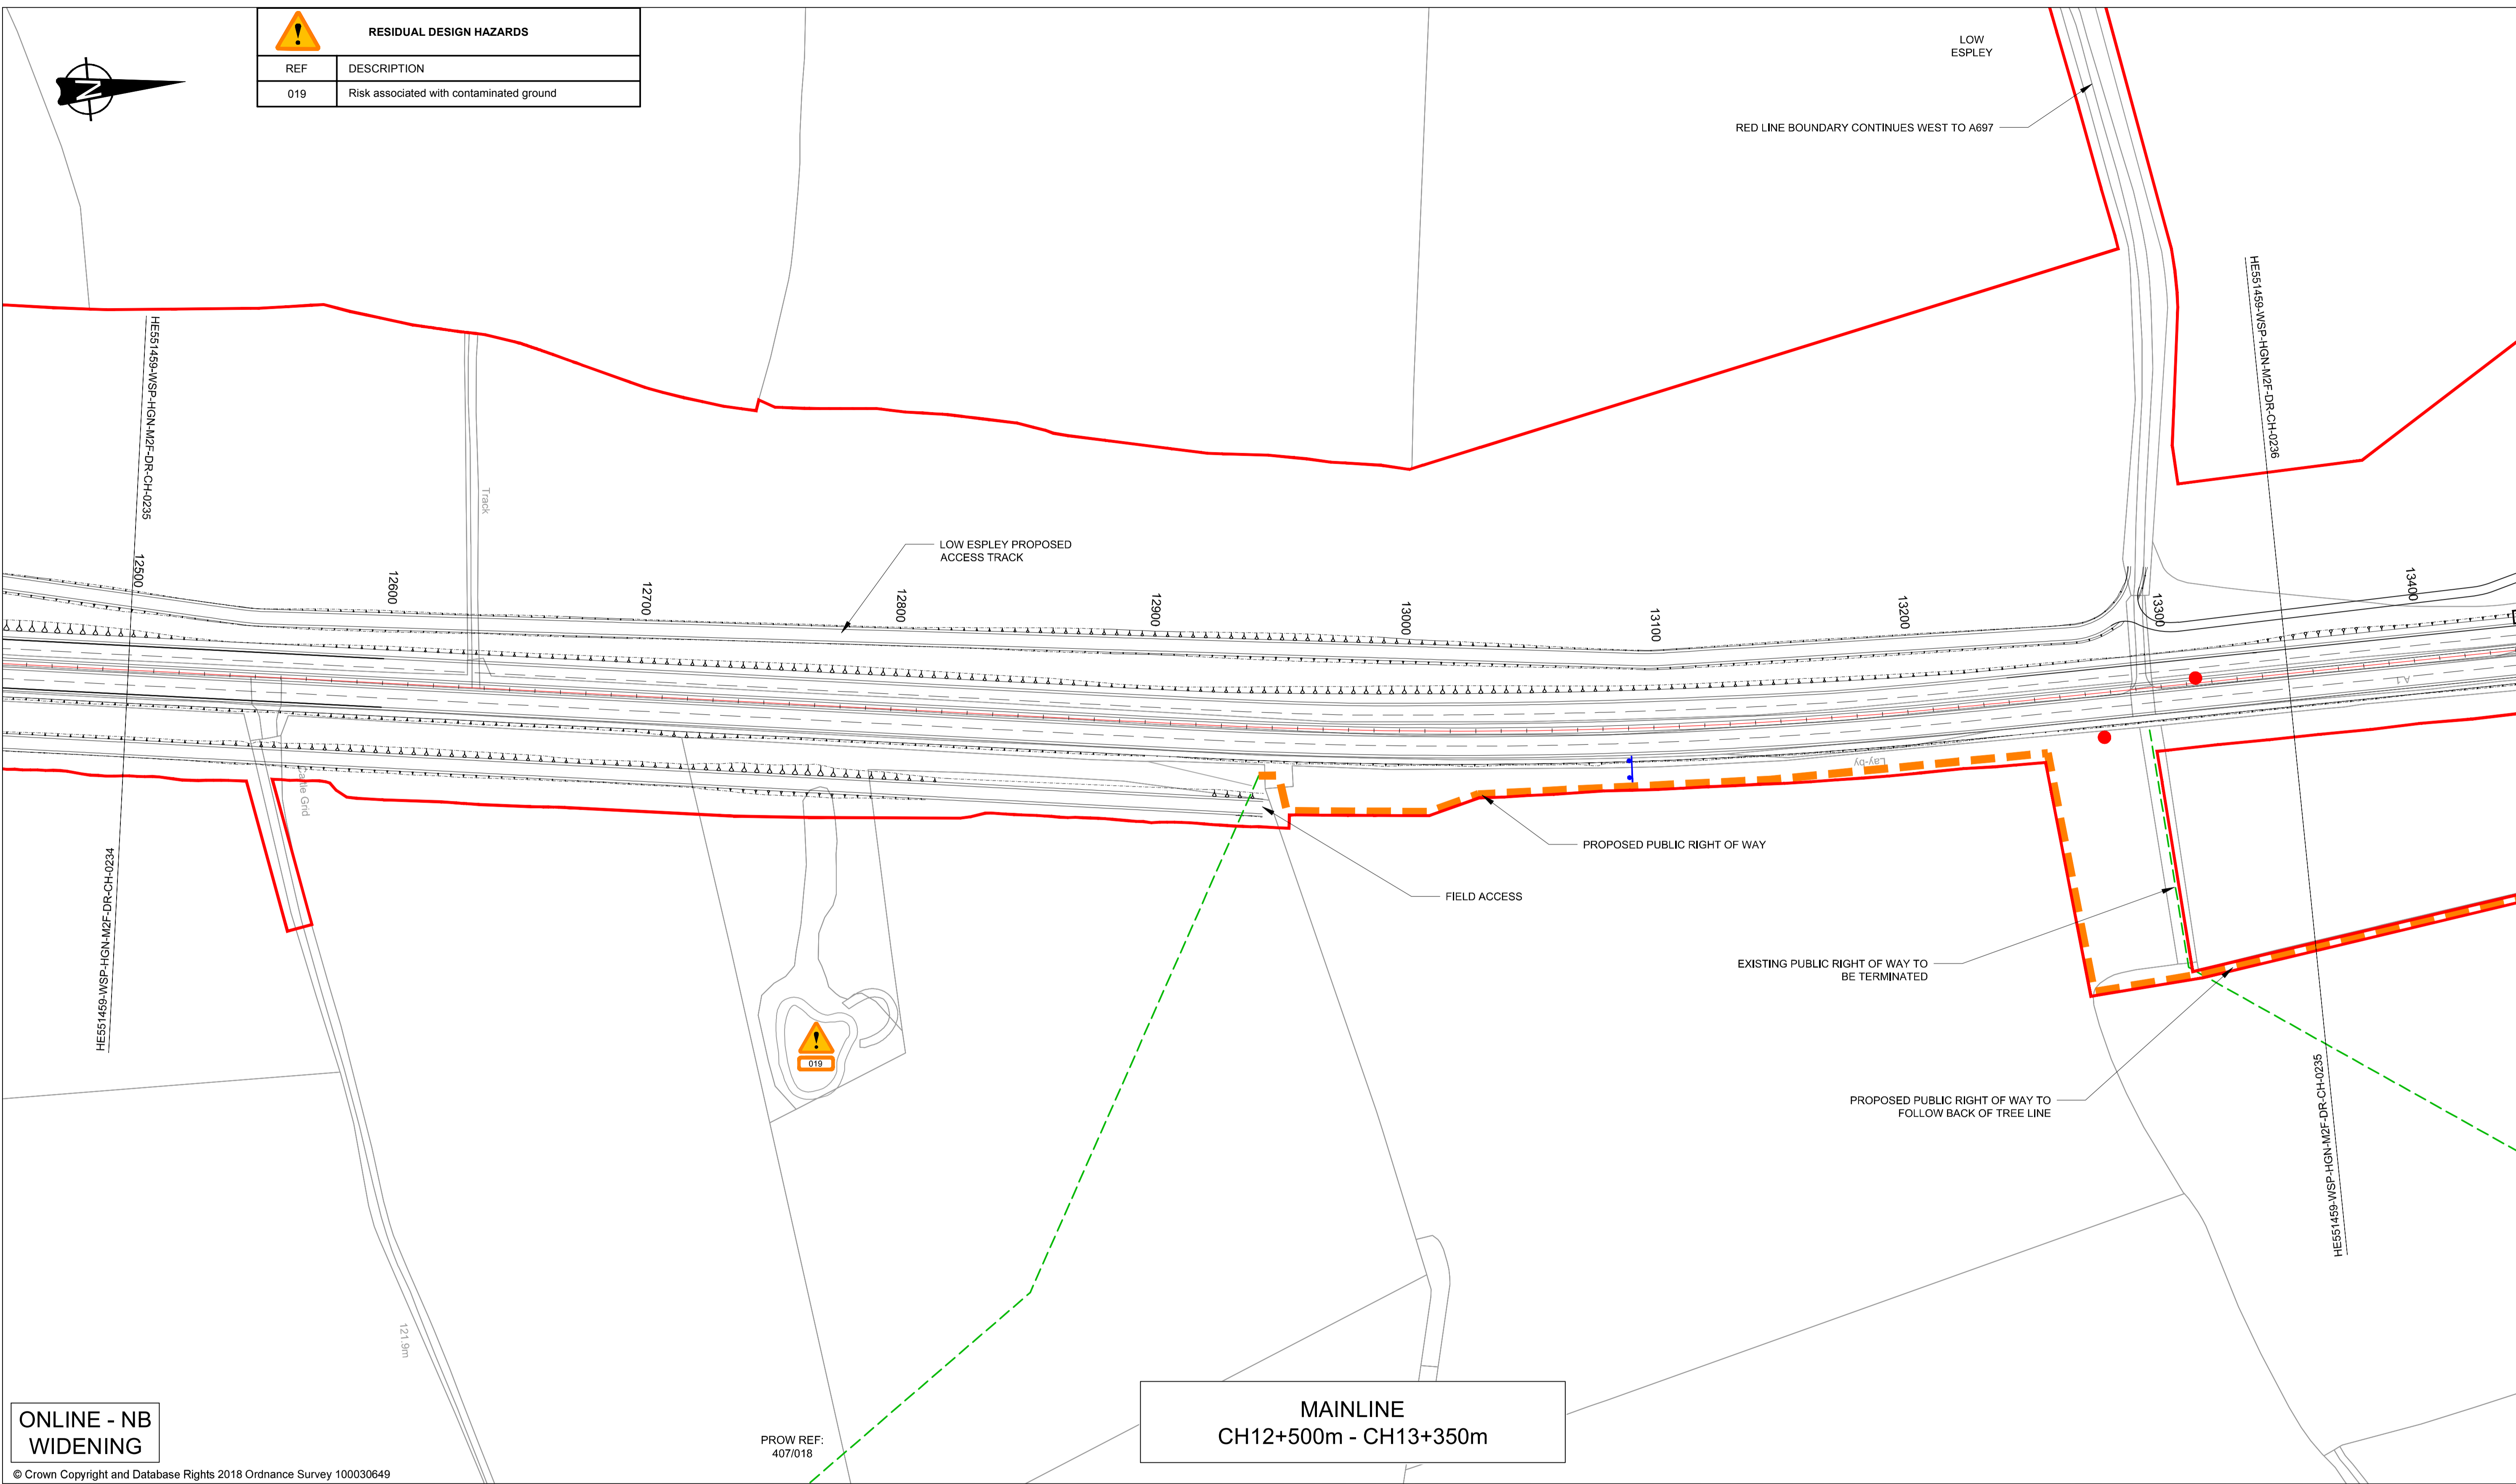 RESIDUAL DESIGN HAZARDS
REF DESCRIPTION
019 Risk associated with contaminated ground
N
LOW
ESPLEY
RED LINE BOUNDARY CONTINUES WEST TO A697
HE551459-WSP-HGN-M2F-DR-CH-0235
HE551459-WSP-HGN-M2F-DR-CH-0236
Track
LOW ESPLEY PROPOSED
ACCESS TRACK
12500
12600
12700
12800
12900
13000
13100
13200
13300
13400
A1
Lay-by
Cattle Grid
PROPOSED PUBLIC RIGHT OF WAY
FIELD ACCESS
HE551459-WSP-HGN-M2F-DR-CH-0234
EXISTING PUBLIC RIGHT OF WAY TO
BE TERMINATED
019
PROPOSED PUBLIC RIGHT OF WAY TO
FOLLOW BACK OF TREE LINE
HE551459-WSP-HGN-M2F-DR-CH-0235
121.9m
ONLINE - NB
WIDENING
PROW REF:
407/018
MAINLINE
CH12+500m - CH13+350m
© Crown Copyright and Database Rights 2018 Ordnance Survey 100030649